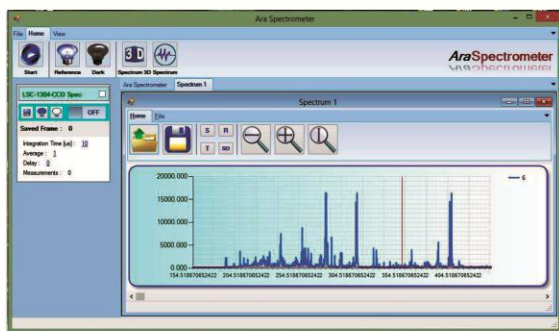 Ara Spectrometer
File Home View
Start Reference Dark Spectrum 3D Spectrum
3D
AraSpectrometer
Ara Spectrometer Spectrum 1
LSC-1304-CCD Spec
OFF
Saved Frame : 0
Integration Time [us] : 10
Average : 1
Delay : 0
Measurements : 0
Spectrum 1
Home File
S R
T SD
20000.000
15000.000
10000.000
5000.000
0.000
154.518670652422 204.518670652422 254.518670652422 304.518670652422 354.518670652422 404.518670652422
S